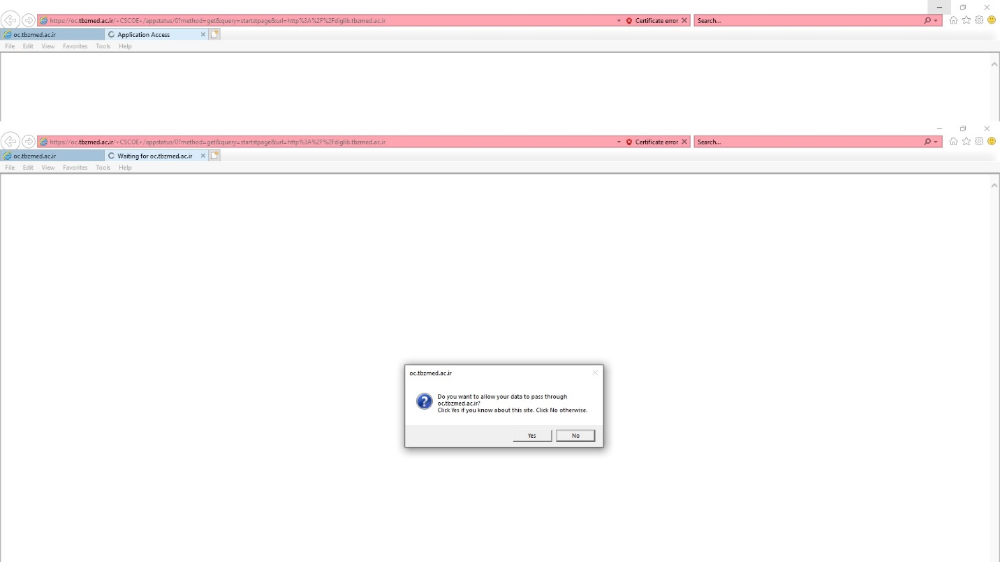 https://oc.tbzmed.ac.ir/+CSCOE+/appstatus/0?method=get&query=startstpage&url=http%3A%2F%2Fdiglib.tbzmed.ac.ir Certificate error Search...
oc.tbzmed.ac.ir Application Access
File Edit View Favorites Tools Help
https://oc.tbzmed.ac.ir/+CSCOE+/appstatus/0?method=get&query=startstpage&url=http%3A%2F%2Fdiglib.tbzmed.ac.ir Certificate error Search...
oc.tbzmed.ac.ir Waiting for oc.tbzmed.ac.ir
File Edit View Favorites Tools Help
oc.tbzmed.ac.ir
Do you want to allow your data to pass through
oc.tbzmed.ac.ir?
Click Yes if you know about this site. Click No otherwise.
Yes No